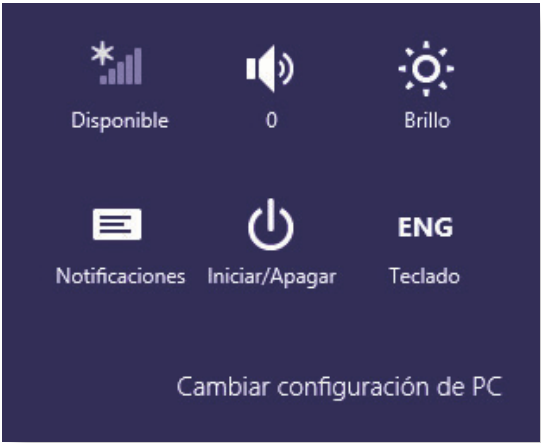 Disponible
0
Brillo
ENG
Notificaciones
Iniciar/Apagar
Teclado
Cambiar configuración de PC